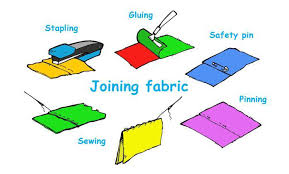 Gluing
Stapling
Safety pin
Joining fabric
Pinning
Sewing